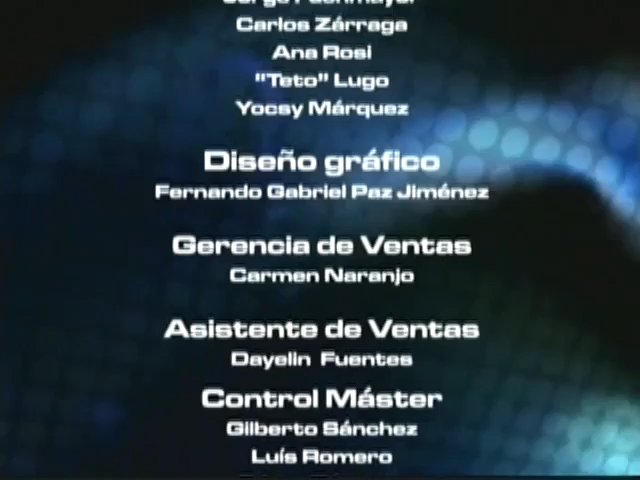 Carlos Zárraga
Ana Rosi
"Teto" Lugo
Yocsy Márquez
Diseño gráfico
Fernando Gabriel Paz Jiménez
Gerencia de Ventas
Carmen Naranjo
Asistente de Ventas
Dayelin Fuentes
Control Máster
Gilberto Sánchez
Luís Romero